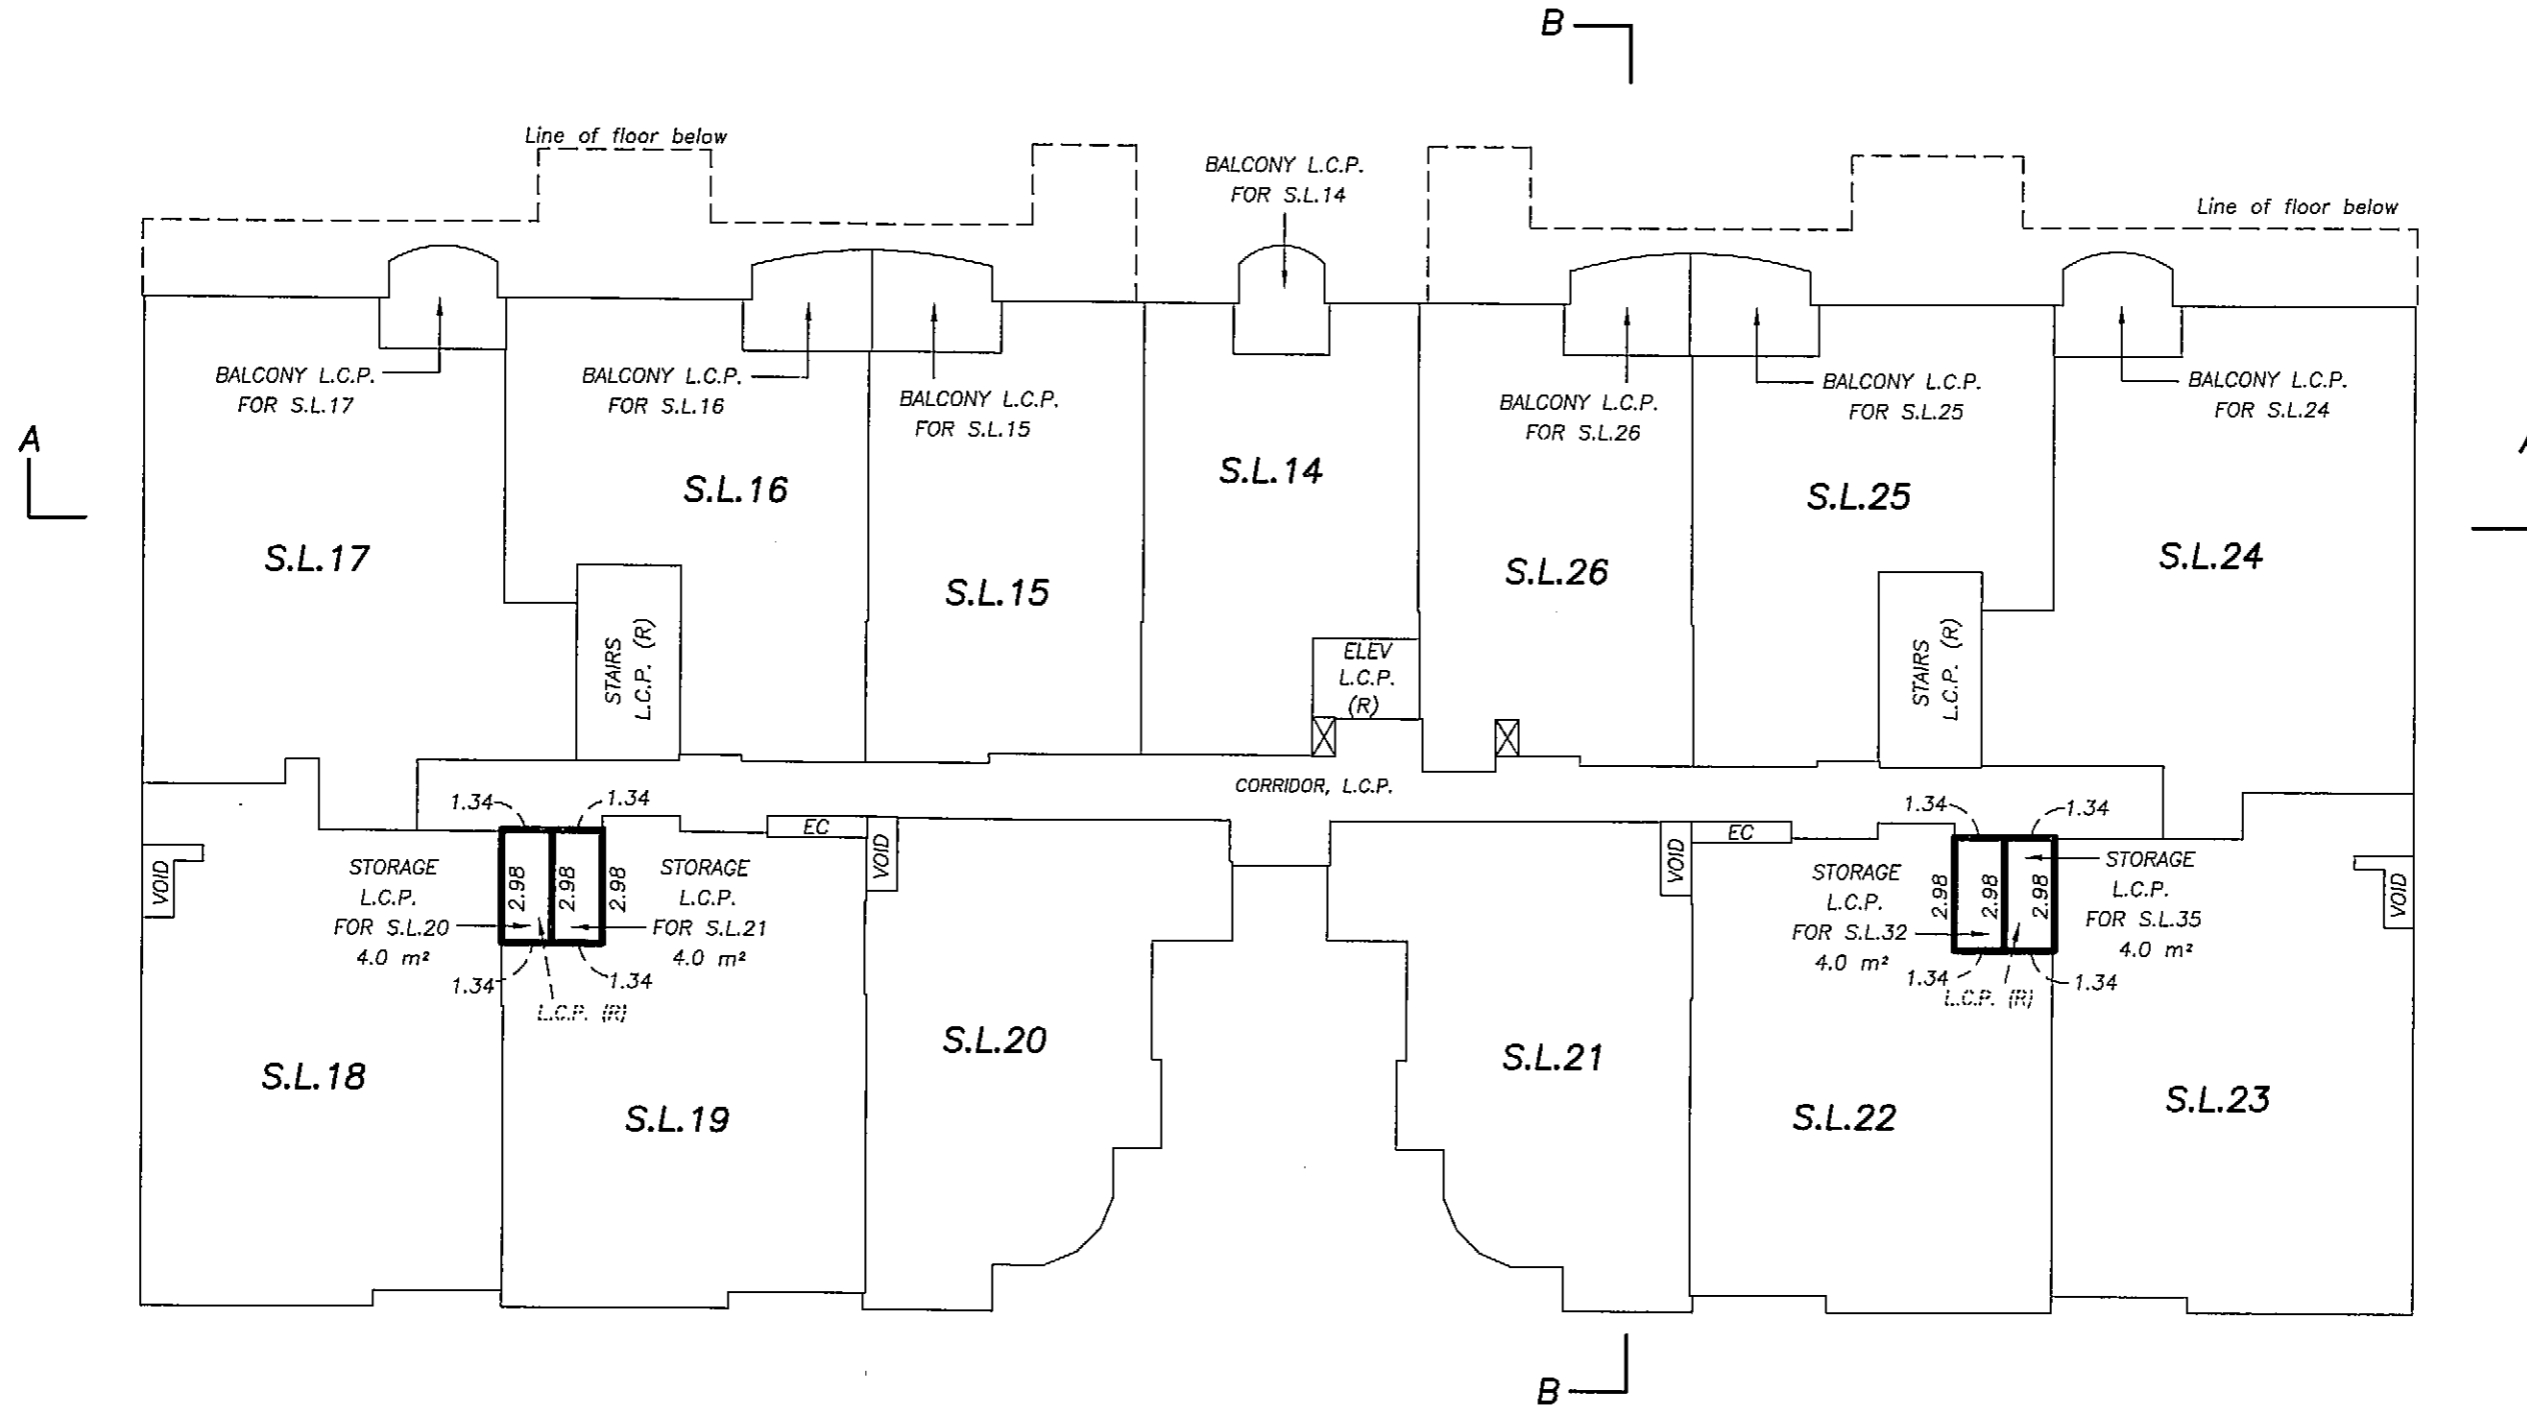 B
Line of floor below
BALCONY L.C.P.
FOR S.L.14
Line of floor below
BALCONY L.C.P.
FOR S.L.17
BALCONY L.C.P.
FOR S.L.16
BALCONY L.C.P.
FOR S.L.15
BALCONY L.C.P.
FOR S.L.26
BALCONY L.C.P.
FOR S.L.25
BALCONY L.C.P.
FOR S.L.24
A
S.L.17
S.L.16
S.L.15
S.L.14
S.L.26
S.L.25
S.L.24
STAIRS
L.C.P. (R)
ELEV
L.C.P.
(R)
STAIRS
L.C.P. (R)
CORRIDOR, L.C.P.
1.34
1.34
EC
VOID
VOID
STORAGE
L.C.P.
FOR S.L.20
4.0 m²
2.98
2.98
2.98
STORAGE
L.C.P.
FOR S.L.21
4.0 m²
1.34
1.34
L.C.P. (R)
1.34
1.34
VOID
EC
STORAGE
L.C.P.
FOR S.L.32
4.0 m²
2.98
2.98
2.98
STORAGE
L.C.P.
FOR S.L.35
4.0 m²
VOID
1.34
1.34
L.C.P. (R)
S.L.18
S.L.19
S.L.20
S.L.21
S.L.22
S.L.23
B